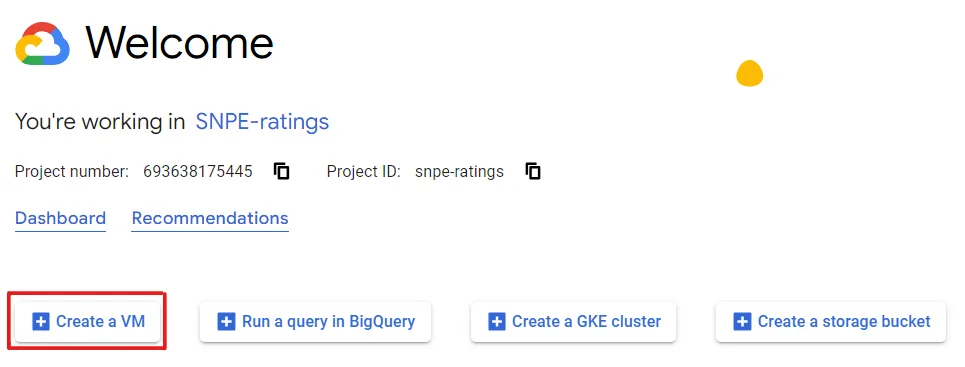 Welcome
You're working in SNPE-ratings
Project number: 693638175445 Project ID: snpe-ratings
Dashboard Recommendations
Create a VM Run a query in BigQuery Create a GKE cluster Create a storage bucket